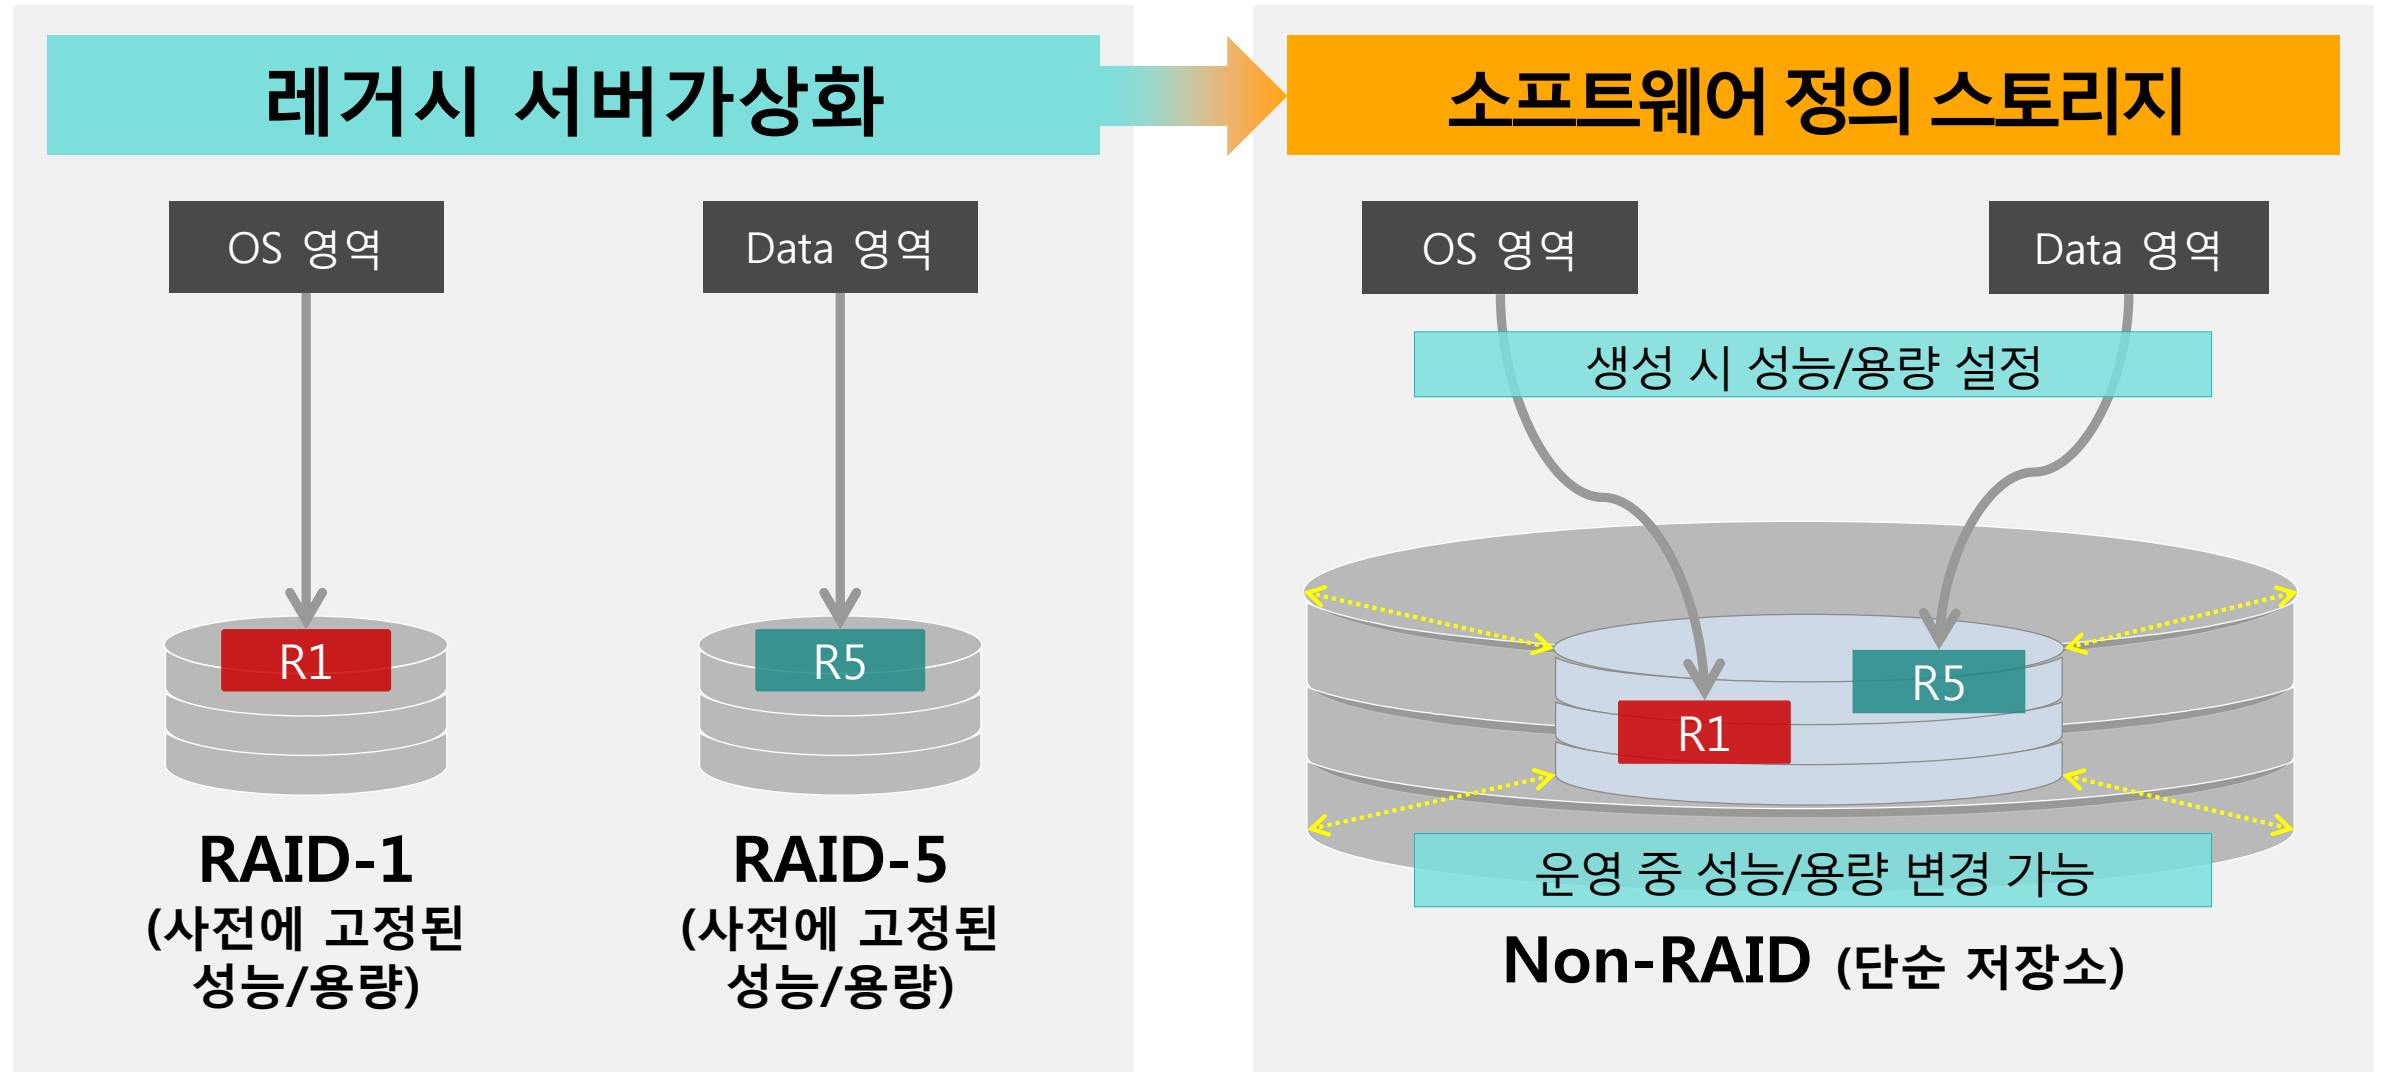 레거시 서버가상화
OS 영역
Data 영역
R1
R5
RAID-1
(사전에 고정된
성능/용량)
RAID-5
(사전에 고정된
성능/용량)
소프트웨어 정의 스토리지
OS 영역
Data 영역
생성 시 성능/용량 설정
R5
R1
운영 중 성능/용량 변경 가능
Non-RAID (단순 저장소)